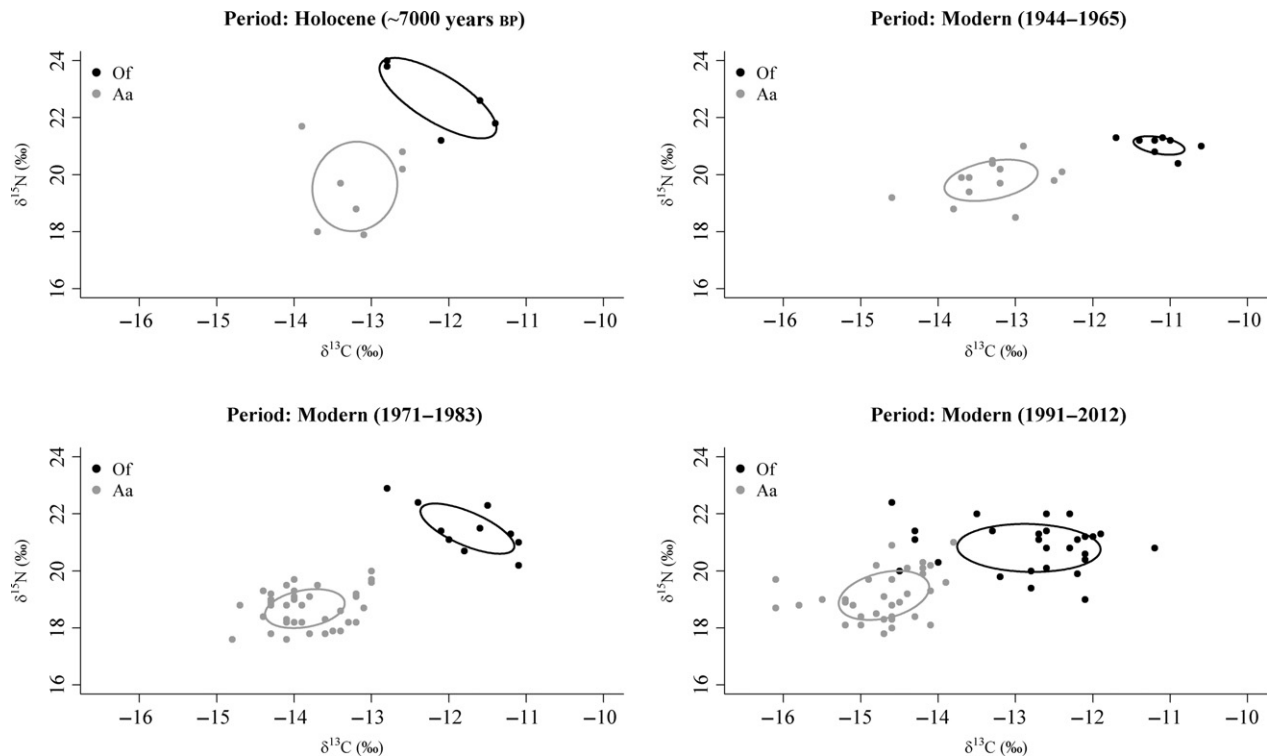 Period: Holocene (~7000 years BP)
Of
Aa
24
22
20
18
16
δ15N (‰)
−16
−15
−14
−13
−12
−11
−10
δ13C (‰)
Period: Modern (1944–1965)
Of
Aa
24
22
20
18
16
δ15N (‰)
−16
−15
−14
−13
−12
−11
−10
δ13C (‰)
Period: Modern (1971–1983)
Of
Aa
24
22
20
18
16
δ15N (‰)
−16
−15
−14
−13
−12
−11
−10
δ13C (‰)
Period: Modern (1991–2012)
Of
Aa
24
22
20
18
16
δ15N (‰)
−16
−15
−14
−13
−12
−11
−10
δ13C (‰)